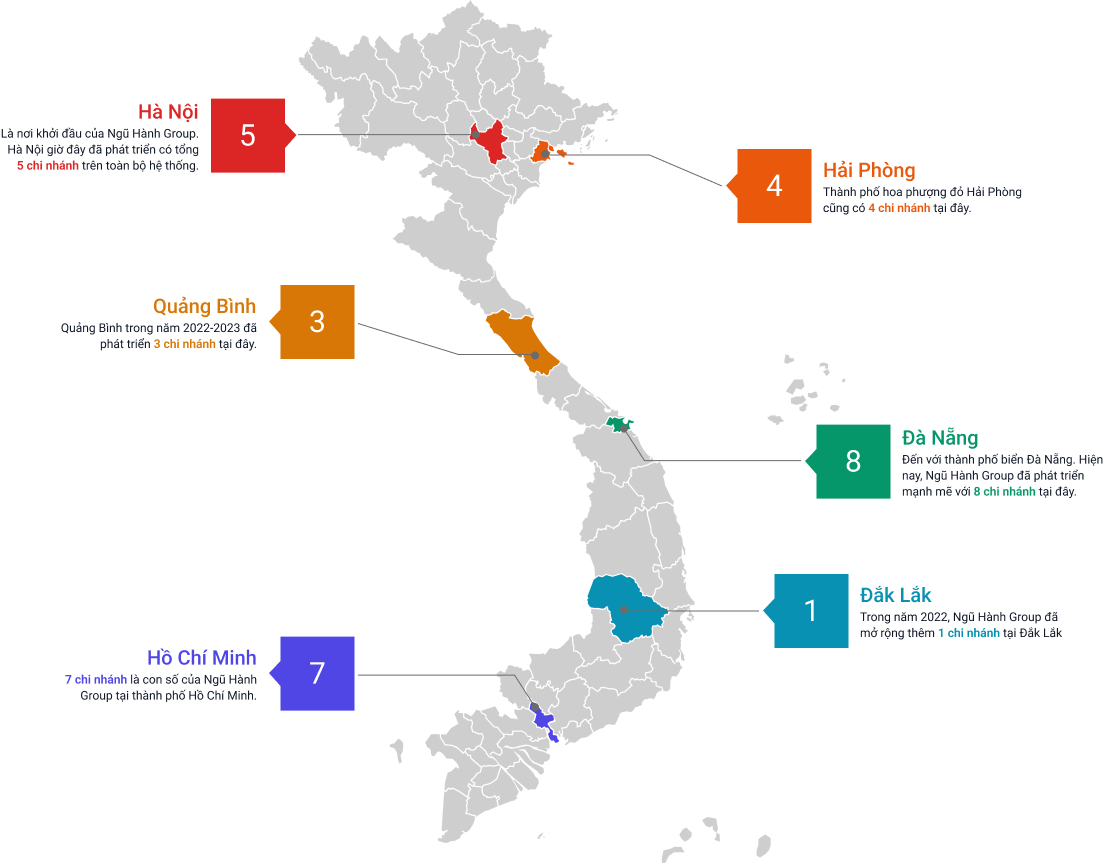 Hà Nội
5
Là nơi khởi đầu của Ngũ Hành Group.
Hà Nội giờ đây đã phát triển có tổng
5 chi nhánh trên toàn bộ hệ thống.
4
Hải Phòng
Thành phố hoa phượng đỏ Hải Phòng
cũng có 4 chi nhánh tại đây.
Quảng Bình
3
Quảng Bình trong năm 2022-2023 đã
phát triển 3 chi nhánh tại đây.
8
Đà Nẵng
Đến với thành phố biển Đà Nẵng. Hiện
nay, Ngũ Hành Group đã phát triển
mạnh mẽ với 8 chi nhánh tại đây.
1
Đắk Lắk
Trong năm 2022, Ngũ Hành Group đã
mở rộng thêm 1 chi nhánh tại Đắk Lắk
Hồ Chí Minh
7
7 chi nhánh là con số của Ngũ Hành
Group tại thành phố Hồ Chí Minh.